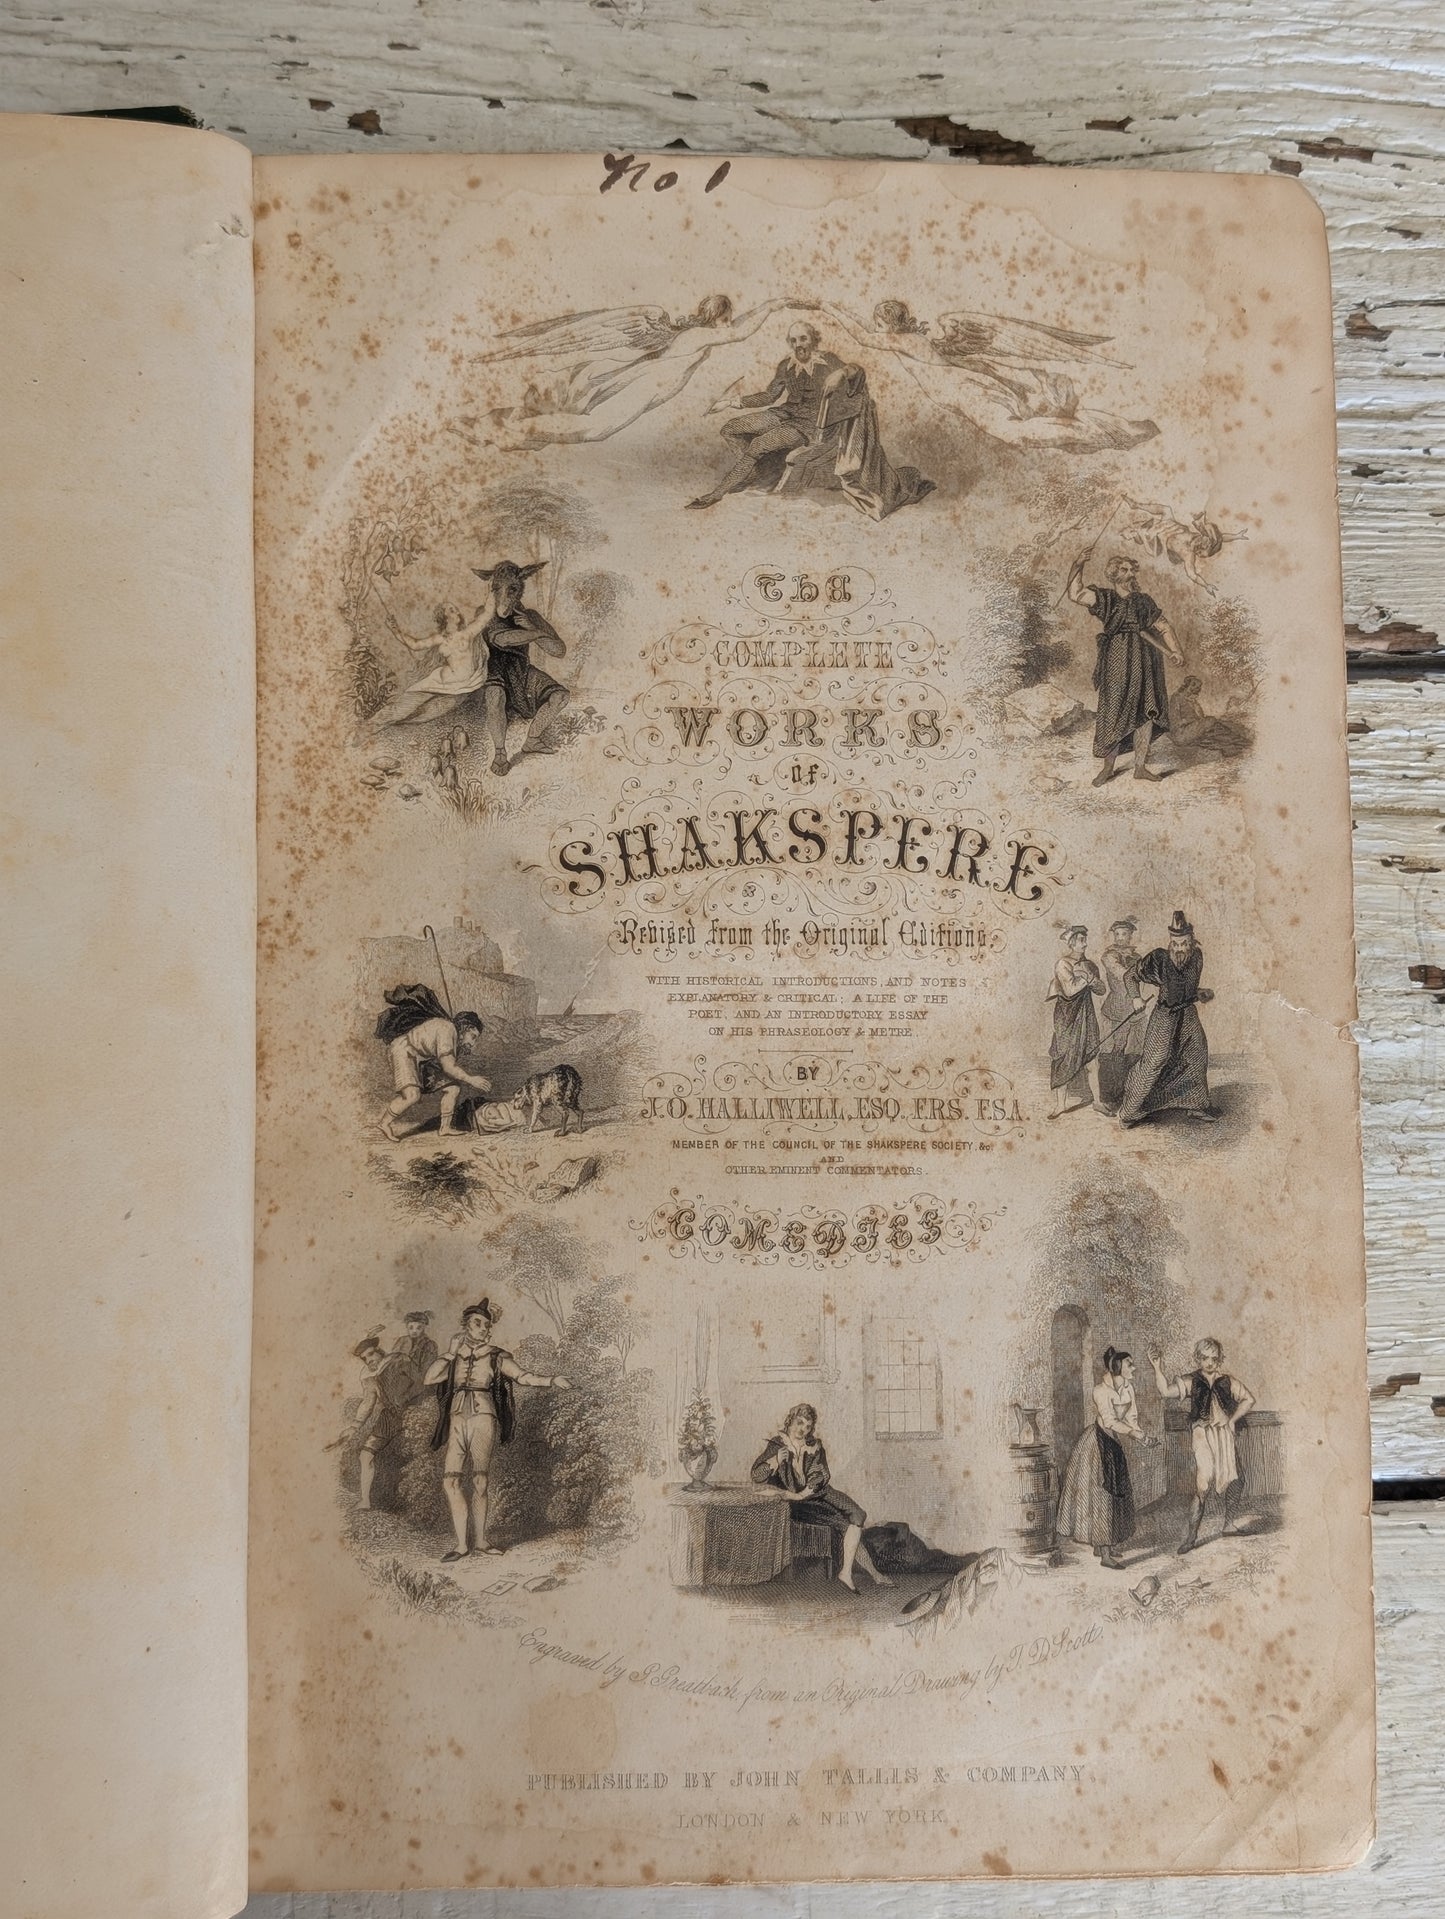 No 1
THE
COMPLETE
WORKS
OF
SHAKSPERE
Revised from the Original Editions,
WITH HISTORICAL INTRODUCTIONS, AND NOTES
EXPLANATORY & CRITICAL; A LIFE OF THE
POET, AND AN INTRODUCTORY ESSAY
ON HIS PHRASEOLOGY & METRE.
BY
J.O. HALLIWELL, ESQ. F.R.S. F.S.A.
MEMBER OF THE COUNCIL OF THE SHAKSPERE SOCIETY, &c.
AND
OTHER EMINENT COMMENTATORS.
COMEDIES
Engraved by G. Greatbach, from an Original Drawing by T. D. Scott.
PUBLISHED BY JOHN TALLIS & COMPANY,
LONDON & NEW YORK